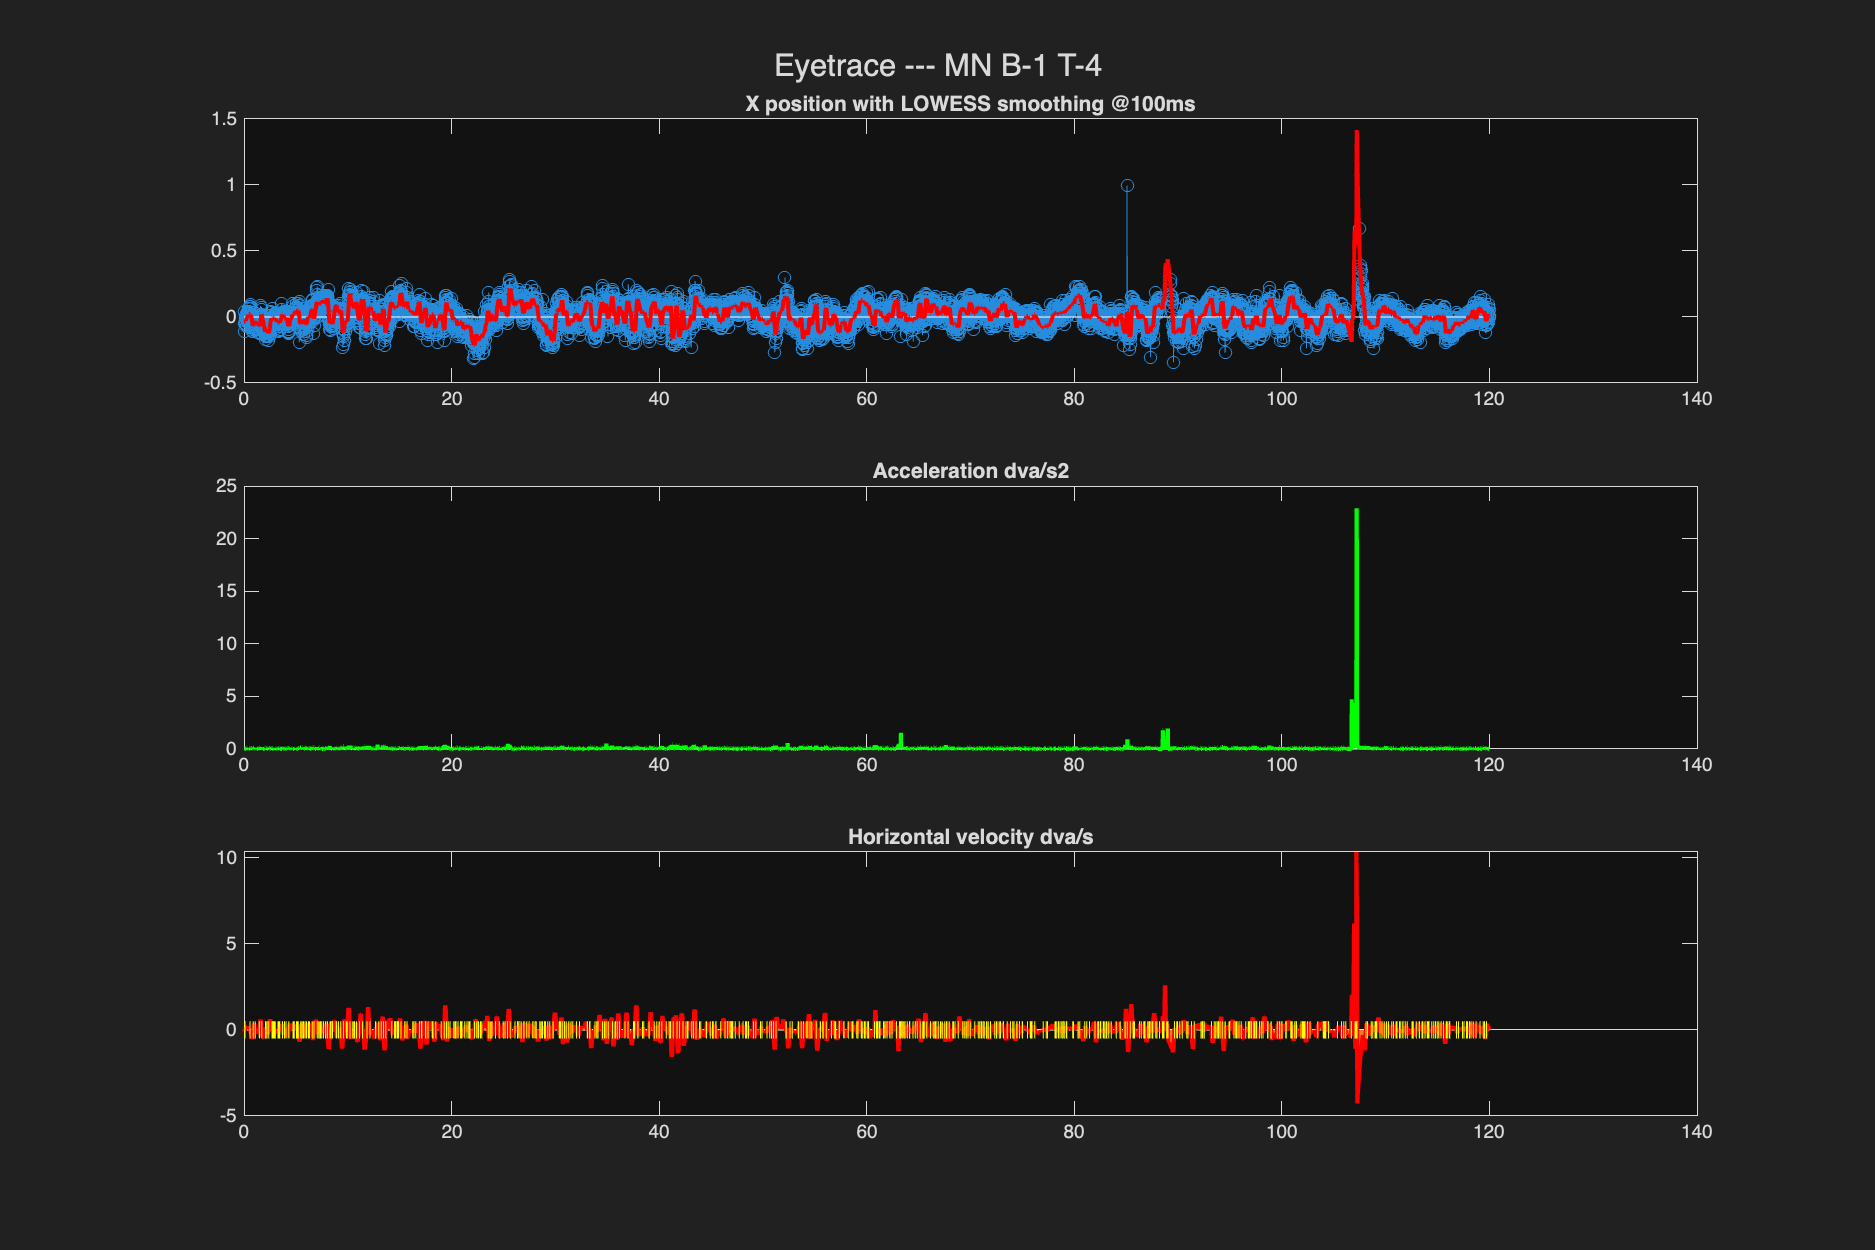 Eyetrace --- MN B-1 T-4
X position with LOWESS smoothing @100ms
1.5
1
0.5
0
-0.5
0 20 40 60 80 100 120 140
Acceleration dva/s2
25
20
15
10
5
0
0 20 40 60 80 100 120 140
Horizontal velocity dva/s
10
5
0
-5
0 20 40 60 80 100 120 140